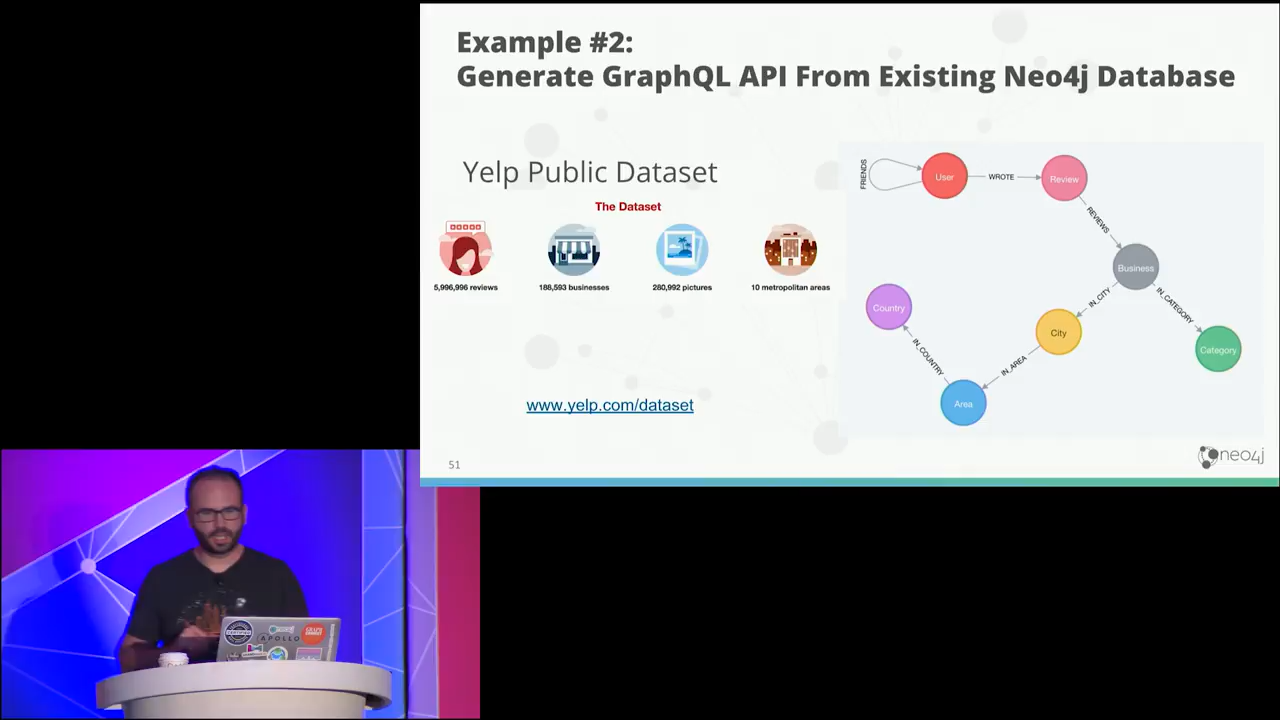 Example #2:
Generate GraphQL API From Existing Neo4j Database
Yelp Public Dataset
The Dataset
5,996,996 reviews
188,593 businesses
280,992 pictures
10 metropolitan areas
www.yelp.com/dataset
FRIENDS
User
WROTE
Review
REVIEWS
Business
IN_CITY
IN_CATEGORY
Country
City
Category
IN_COUNTRY
IN_AREA
Area
51
neo4j
APOLLO